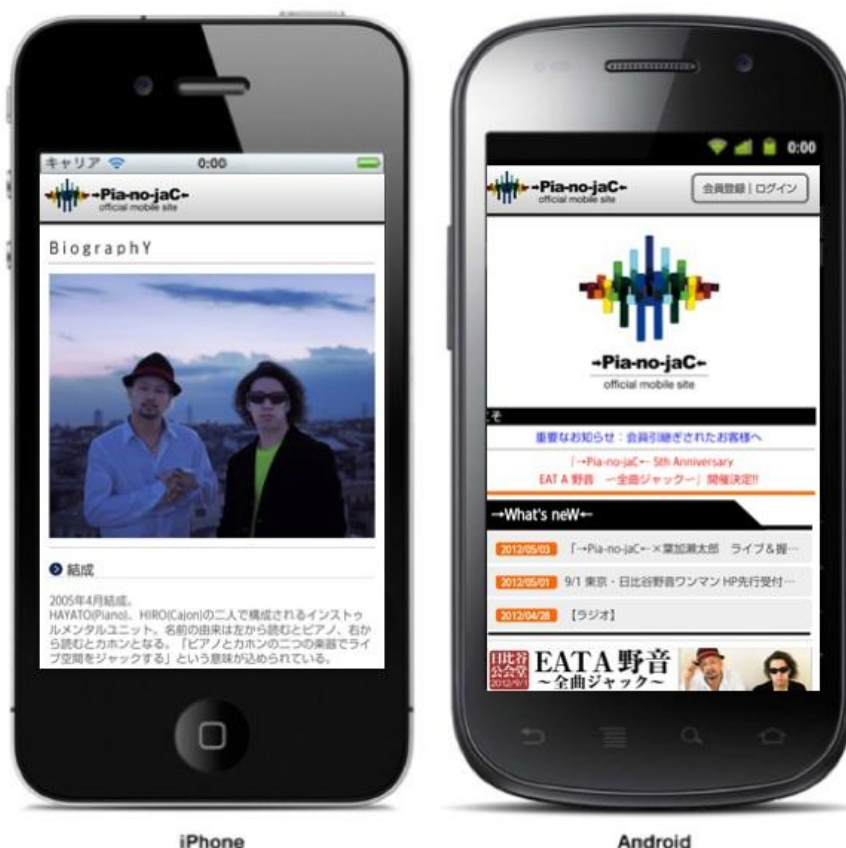 キャリア 0:00
→Pia-no-jaC←
official mobile site
BiographY
結成
2005年4月結成。
HAYATO(Piano)、HIRO(Cajon)の二人で構成されるインストゥ
ルメンタルユニット。名前の由来は左から読むとピアノ、右か
ら読むとカホンとなる。「ピアノとカホンの二つの楽器でライ
ブ空間をジャックする」という意味が込められている。
iPhone
0:00
→Pia-no-jaC←
official mobile site
会員登録 | ログイン
→Pia-no-jaC←
official mobile site
そ
重要なお知らせ：会員引継ぎされたお客様へ
「→Pia-no-jaC← 5th Anniversary
EAT A 野音 ～全曲ジャック～」開催決定!!
→What's neW←
2012/05/03 「→Pia-no-jaC←×葉加瀬太郎 ライブ&握…
2012/05/01 9/1 東京・日比谷野音ワンマン HP先行受付…
2012/04/28 【ラジオ】
日比谷
公会堂
2012/9/1
EAT A 野音
～全曲ジャック～
Android